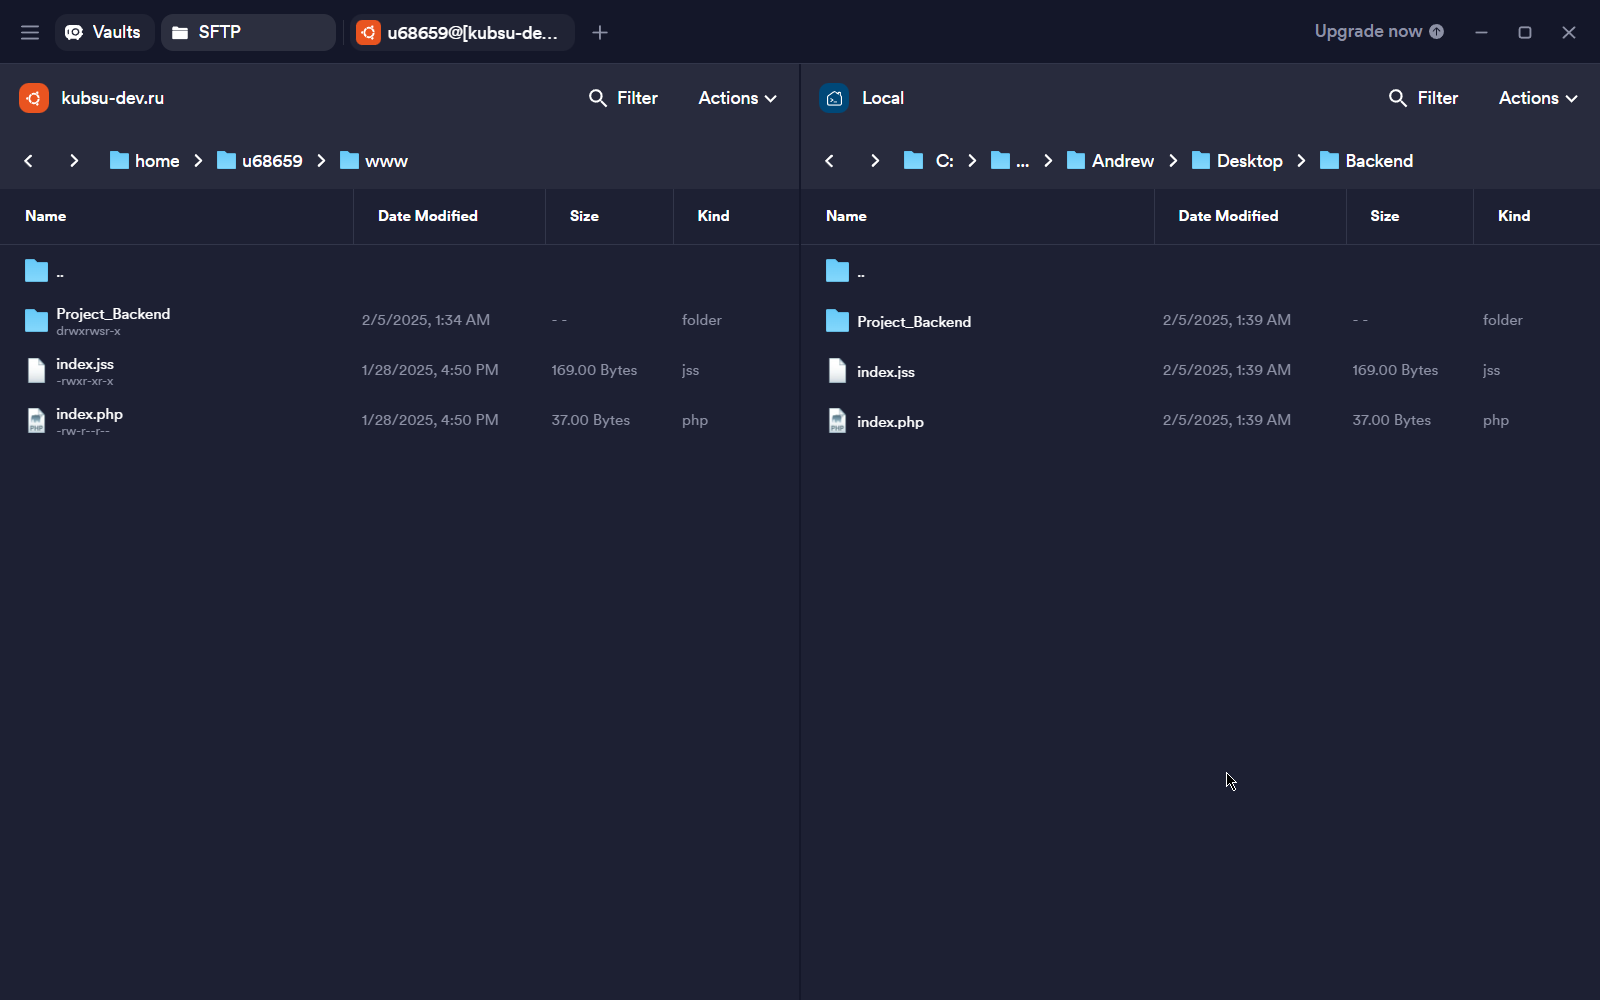 Vaults
SFTP
u68659@[kubsu-de...
Upgrade now
kubsu-dev.ru
Filter
Actions
home
u68659
www
Name Date Modified Size Kind
..
Project_Backend 2/5/2025, 1:34 AM - - folder
drwxrwsr-x
index.jss 1/28/2025, 4:50 PM 169.00 Bytes jss
-rwxr-xr-x
index.php 1/28/2025, 4:50 PM 37.00 Bytes php
-rw-r--r--
Local
Filter
Actions
C:
...
Andrew
Desktop
Backend
Name Date Modified Size Kind
..
Project_Backend 2/5/2025, 1:39 AM - - folder
index.jss 2/5/2025, 1:39 AM 169.00 Bytes jss
index.php 2/5/2025, 1:39 AM 37.00 Bytes php